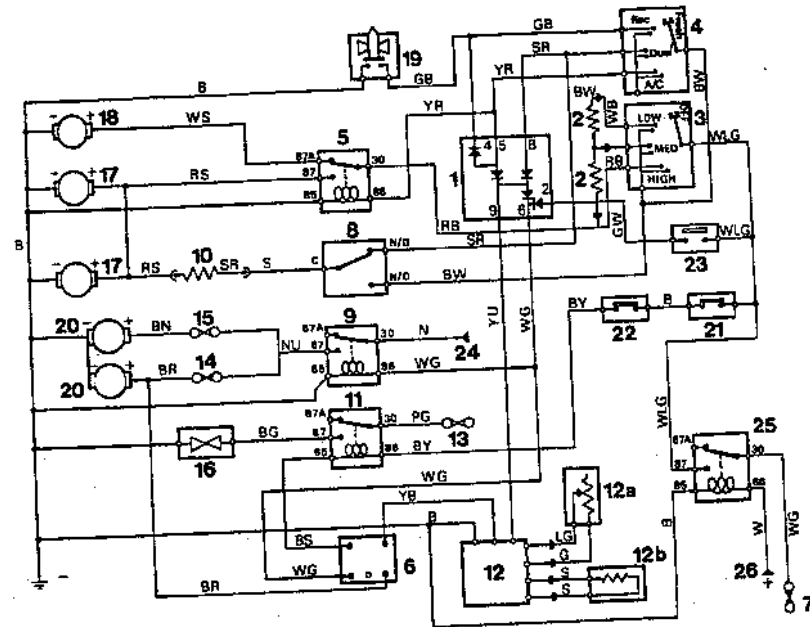 Rec Fresh
GB 4
19 SR DUAL
B GB BW
YR YR A/C
- + 18 WS BW WB LOW 3
5 2 WLG
87A 30 4 5 8 MED
- + 17 RS 87 1 RB
85 86 2 HIGH
2
9 6 RB GW
8 N/O SR WLG
B 23
- + 17 RS 10 SR S C
N/O BW
YU WG BY B
20 - + BN 15 9 22 21
87A 30 N
NU 87 24
- + BR 14 85 86 WG
20
11 WLG 25
87A 30 PG 87A 30
BG 87 13 87
16 85 86 BY 85 86
WG 12a
YB B
B W WG
LG
BS 12 G 12b
WG D 6 S 26
BR S + 7